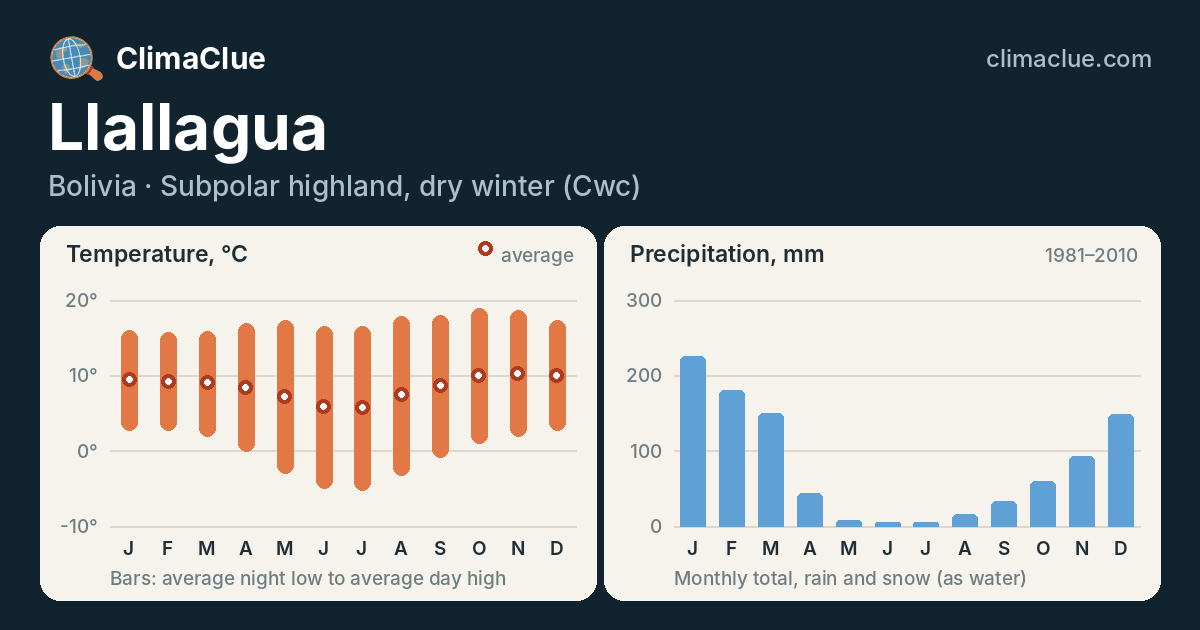 ClimaClue
climaclue.com
Llallagua
Bolivia · Subpolar highland, dry winter (Cwc)
Temperature, °C
average
20°
10°
0°
-10°
J F M A M J J A S O N D
Bars: average night low to average day high
Precipitation, mm
1981–2010
300
200
100
0
J F M A M J J A S O N D
Monthly total, rain and snow (as water)